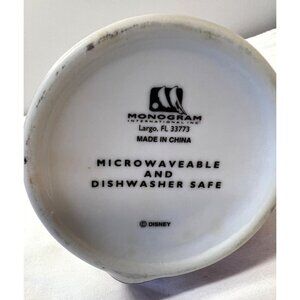 MONOGRAM
INTERNATIONAL INC.
Largo, FL 33773
MADE IN CHINA
MICROWAVEABLE
AND
DISHWASHER SAFE
© DISNEY